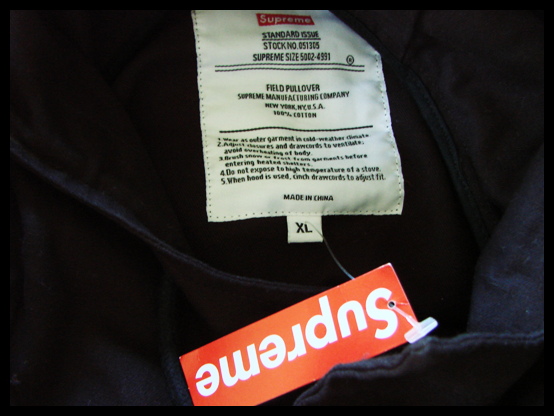 Supreme
STANDARD ISSUE
STOCK NO. 051305
SUPREME SIZE 5002-4991 ®
FIELD PULLOVER
SUPREME MANUFACTURING COMPANY
NEW YORK, N.Y. U.S.A.
100% COTTON
1. Wear as outer garment in cold-weather climate.
2. Adjust closures and drawcords to ventilate;
avoid overheating of body.
3. Brush snow or frost from garments before
entering heated shelters.
4. Do not expose to high temperature of a stove.
5. When hood is used, cinch drawcords to adjust fit.
MADE IN CHINA
XL
Supreme